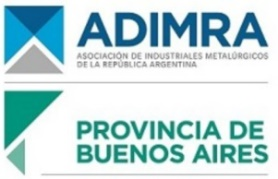 ADIMRA
ASOCIACIÓN DE INDUSTRIALES METALÚRGICOS
DE LA REPÚBLICA ARGENTINA
PROVINCIA DE
BUENOS AIRES